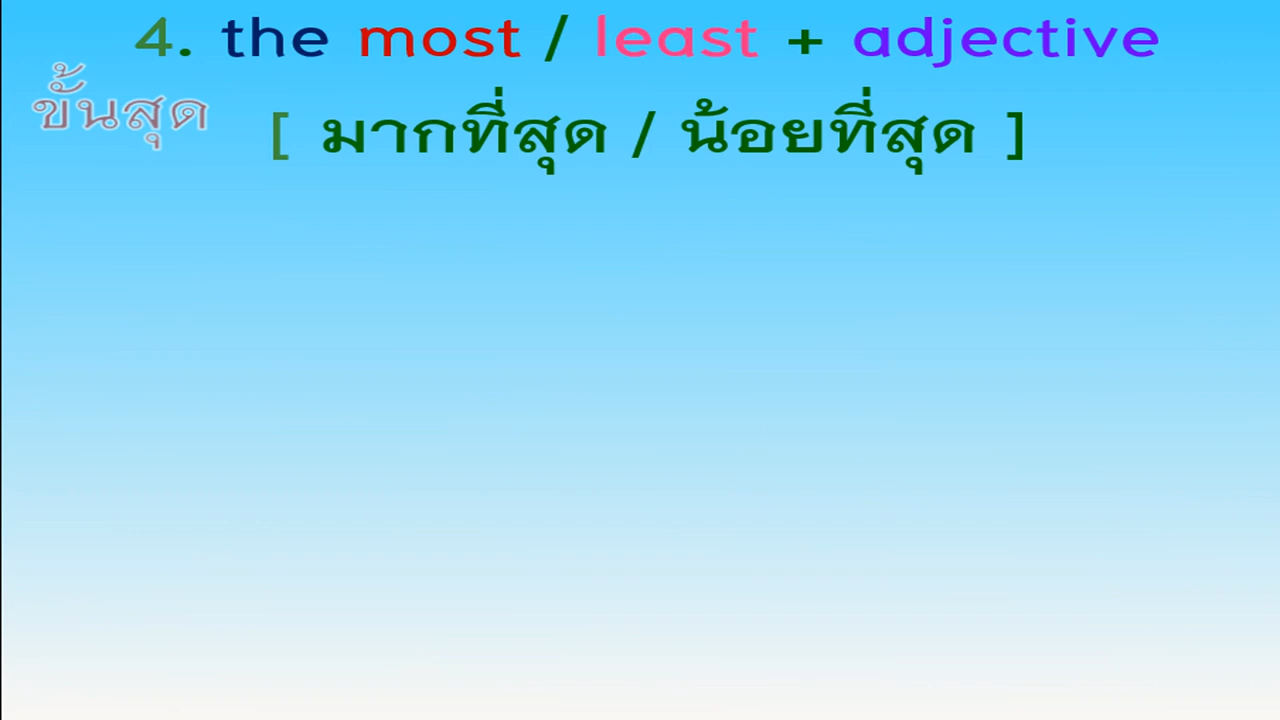 4. the most / least + adjective
ขั้นสุด
[ มากที่สุด / น้อยที่สุด ]